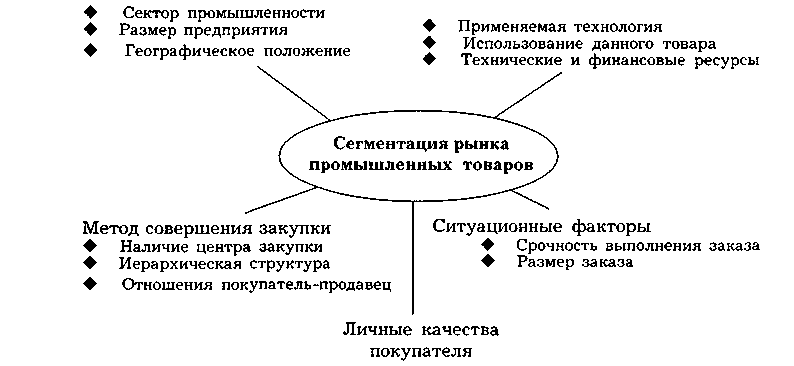 ◆ Сектор промышленности
◆ Размер предприятия
◆ Географическое положение
◆ Применяемая технология
◆ Использование данного товара
◆ Технические и финансовые ресурсы
Сегментация рынка
промышленных товаров
Метод совершения закупки
◆ Наличие центра закупки
◆ Иерархическая структура
◆ Отношения покупатель-продавец
Ситуационные факторы
◆ Срочность выполнения заказа
◆ Размер заказа
Личные качества
покупателя